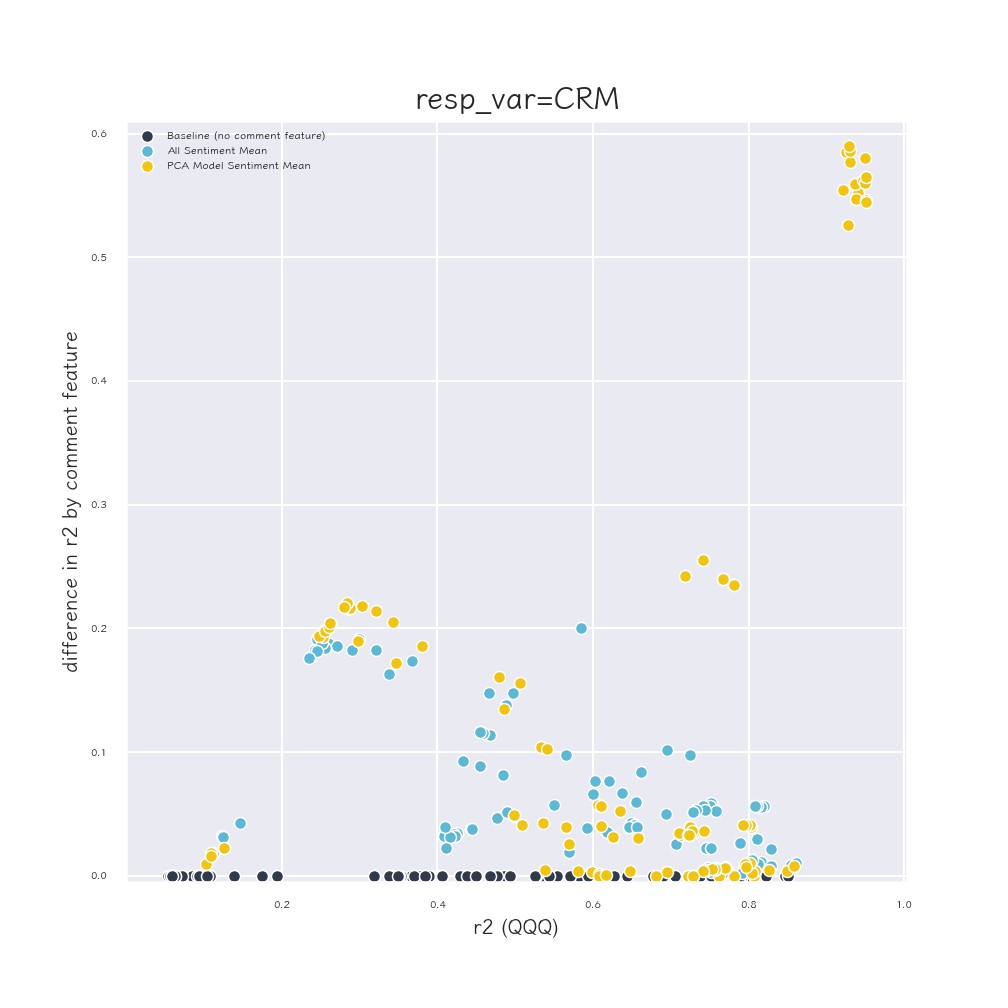 resp_var=CRM
Baseline (no comment feature)
All Sentiment Mean
PCA Model Sentiment Mean
difference in r2 by comment feature
0.6
0.5
0.4
0.3
0.2
0.1
0.0
0.2
0.4
0.6
0.8
1.0
r2 (QQQ)